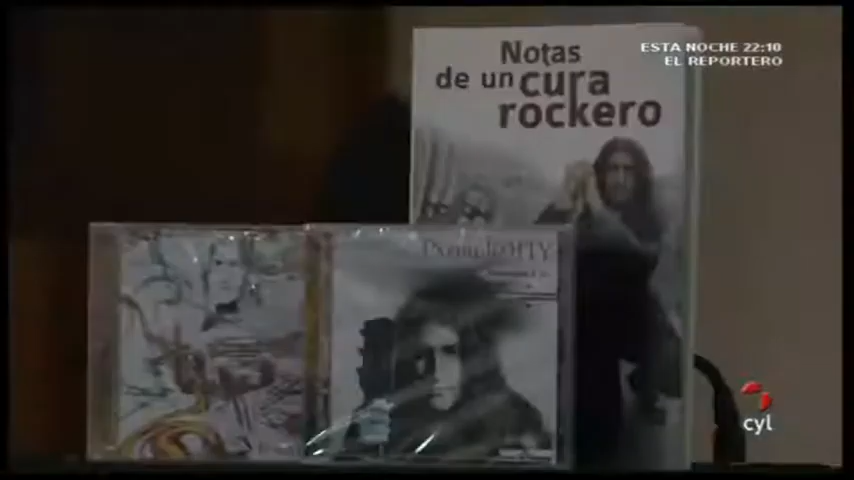 Notas
de un cura
rockero
ESTA NOCHE 22:10
EL REPORTERO
cyl